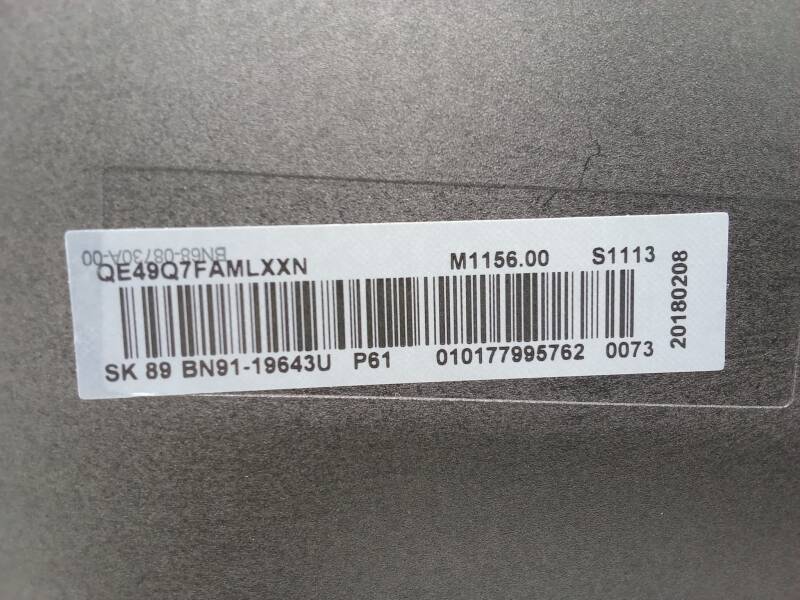 BN68-08730A-00
QE49Q7FAMLXXN M1156.00 S1113
SK 89 BN91-19643U P61 010177995762 0073
20180208